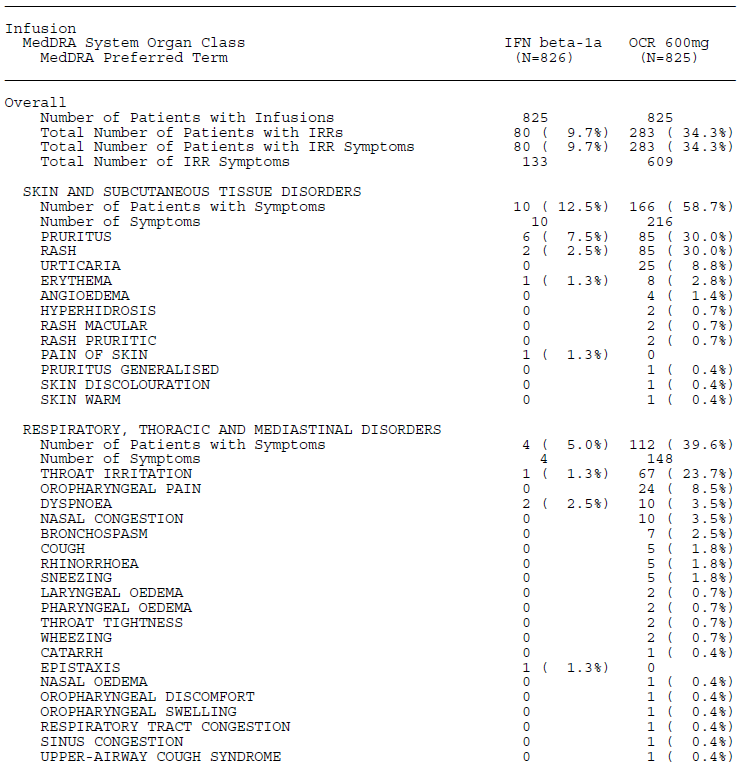 Infusion
MedDRA System Organ Class IFN beta-1a OCR 600mg
MedDRA Preferred Term (N=826) (N=825)
Overall
Number of Patients with Infusions 825 825
Total Number of Patients with IRRs 80 ( 9.7%) 283 ( 34.3%)
Total Number of Patients with IRR Symptoms 80 ( 9.7%) 283 ( 34.3%)
Total Number of IRR Symptoms 133 609
SKIN AND SUBCUTANEOUS TISSUE DISORDERS
Number of Patients with Symptoms 10 ( 12.5%) 166 ( 58.7%)
Number of Symptoms 10 216
PRURITUS 6 ( 7.5%) 85 ( 30.0%)
RASH 2 ( 2.5%) 85 ( 30.0%)
URTICARIA 0 25 ( 8.8%)
ERYTHEMA 1 ( 1.3%) 8 ( 2.8%)
ANGIOEDEMA 0 4 ( 1.4%)
HYPERHIDROSIS 0 2 ( 0.7%)
RASH MACULAR 0 2 ( 0.7%)
RASH PRURITIC 0 2 ( 0.7%)
PAIN OF SKIN 1 ( 1.3%) 0
PRURITUS GENERALISED 0 1 ( 0.4%)
SKIN DISCOLOURATION 0 1 ( 0.4%)
SKIN WARM 0 1 ( 0.4%)
RESPIRATORY, THORACIC AND MEDIASTINAL DISORDERS
Number of Patients with Symptoms 4 ( 5.0%) 112 ( 39.6%)
Number of Symptoms 4 148
THROAT IRRITATION 1 ( 1.3%) 67 ( 23.7%)
OROPHARYNGEAL PAIN 0 24 ( 8.5%)
DYSPNOEA 2 ( 2.5%) 10 ( 3.5%)
NASAL CONGESTION 0 10 ( 3.5%)
BRONCHOSPASM 0 7 ( 2.5%)
COUGH 0 5 ( 1.8%)
RHINORRHOEA 0 5 ( 1.8%)
SNEEZING 0 5 ( 1.8%)
LARYNGEAL OEDEMA 0 2 ( 0.7%)
PHARYNGEAL OEDEMA 0 2 ( 0.7%)
THROAT TIGHTNESS 0 2 ( 0.7%)
WHEEZING 0 2 ( 0.7%)
CATARRH 0 1 ( 0.4%)
EPISTAXIS 1 ( 1.3%) 0
NASAL OEDEMA 0 1 ( 0.4%)
OROPHARYNGEAL DISCOMFORT 0 1 ( 0.4%)
OROPHARYNGEAL SWELLING 0 1 ( 0.4%)
RESPIRATORY TRACT CONGESTION 0 1 ( 0.4%)
SINUS CONGESTION 0 1 ( 0.4%)
UPPER-AIRWAY COUGH SYNDROME 0 1 ( 0.4%)